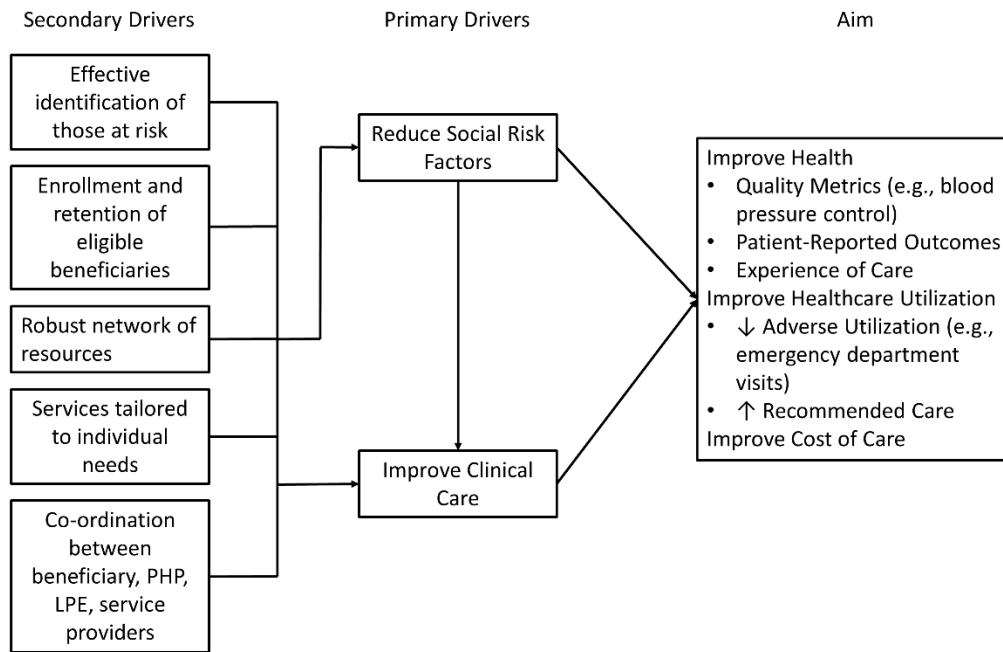 Secondary Drivers
Primary Drivers
Aim
Effective
identification of
those at risk
Enrollment and
retention of
eligible
beneficiaries
Robust network of
resources
Services tailored
to individual
needs
Co-ordination
between
beneficiary, PHP,
LPE, service
providers
Reduce Social Risk
Factors
Improve Clinical
Care
Improve Health
• Quality Metrics (e.g., blood
pressure control)
• Patient-Reported Outcomes
• Experience of Care
Improve Healthcare Utilization
• ↓ Adverse Utilization (e.g.,
emergency department
visits)
• ↑ Recommended Care
Improve Cost of Care